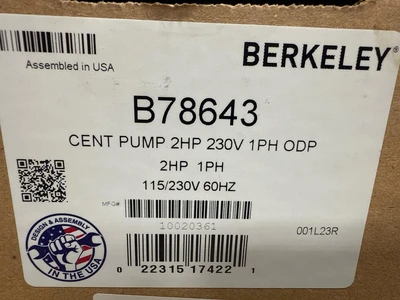 Assembled in USA
BERKELEY®
B78643
CENT PUMP 2HP 230V 1PH ODP
2HP 1PH
115/230V 60HZ
MFG#
10020361
001L23R
DESIGN & ASSEMBLY
IN THE USA
0 22315 17422 1